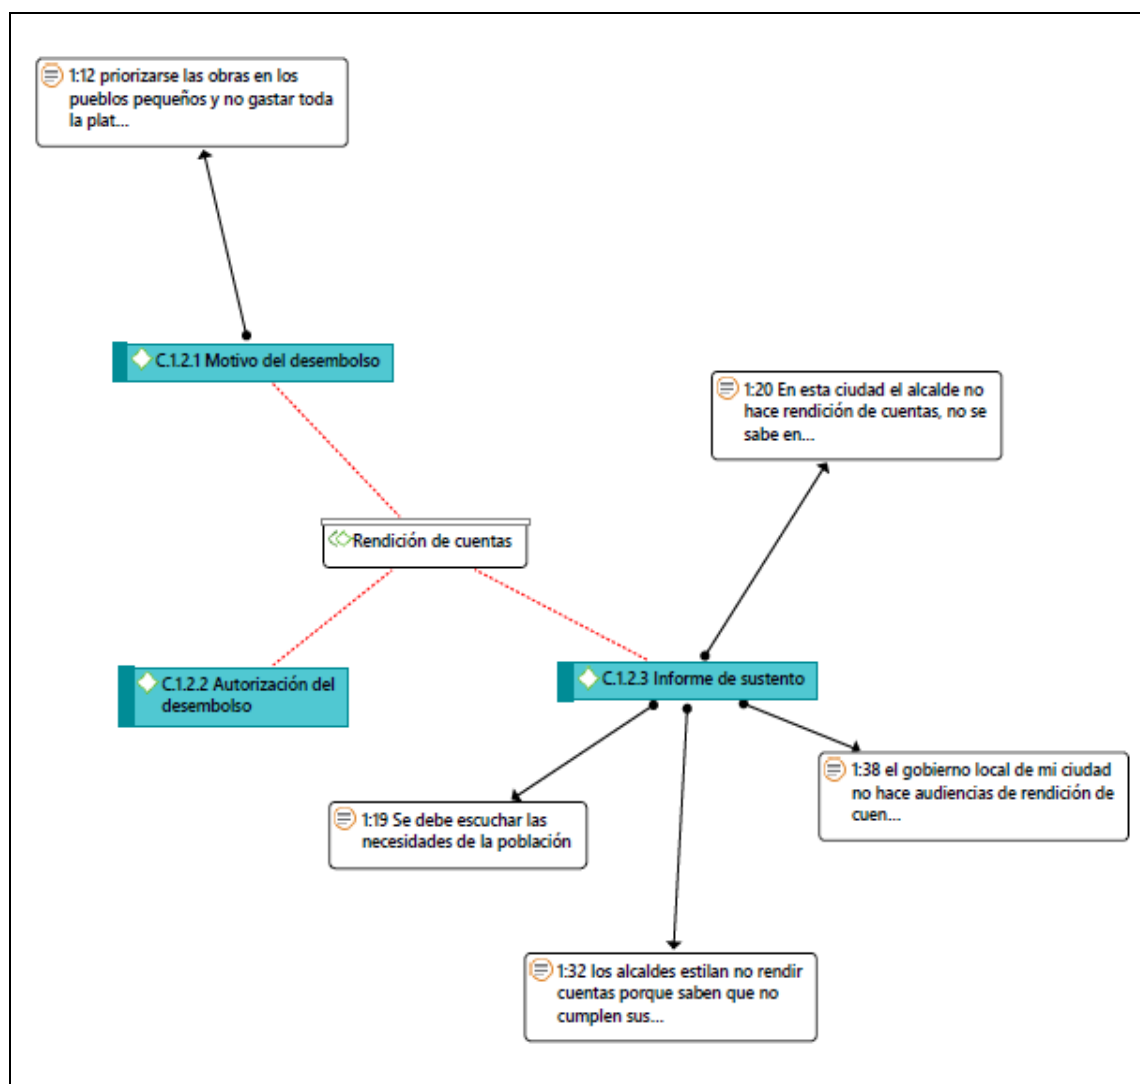 1:12 priorizarse las obras en los
pueblos pequeños y no gastar toda
la plat...
C.1.2.1 Motivo del desembolso
1:20 En esta ciudad el alcalde no
hace rendición de cuentas, no se
sabe en...
Rendición de cuentas
C.1.2.2 Autorización del
desembolso
C.1.2.3 Informe de sustento
1:38 el gobierno local de mi ciudad
no hace audiencias de rendición de
cuen...
1:19 Se debe escuchar las
necesidades de la población
1:32 los alcaldes estilan no rendir
cuentas porque saben que no
cumplen sus...